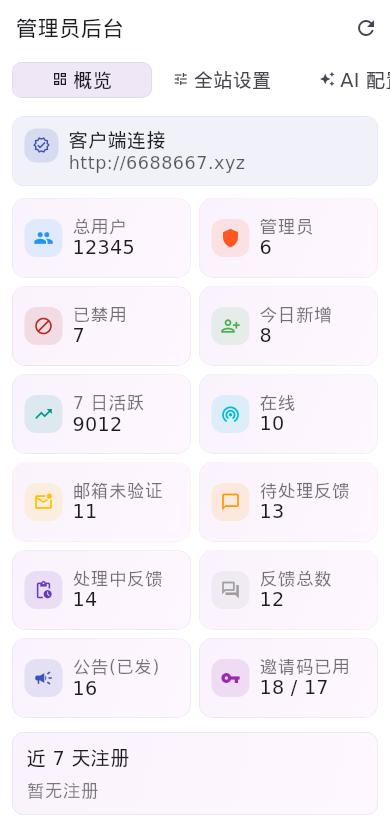 管理员后台
概览
全站设置
AI 配
客户端连接
http://6688667.xyz
总用户
12345
管理员
6
已禁用
7
今日新增
8
7 日活跃
9012
在线
10
邮箱未验证
11
待处理反馈
13
处理中反馈
14
反馈总数
12
公告(已发)
16
邀请码已用
18 / 17
近 7 天注册
暂无注册